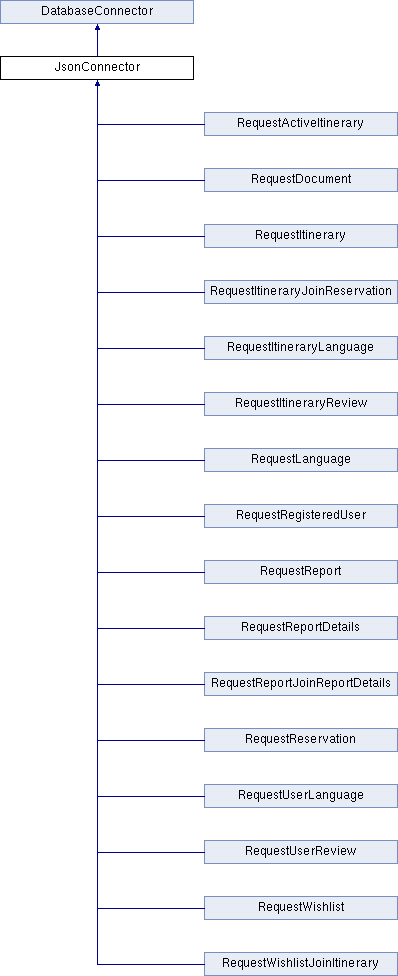 DatabaseConnector
JsonConnector
RequestActiveItinerary
RequestDocument
RequestItinerary
RequestItineraryJoinReservation
RequestItineraryLanguage
RequestItineraryReview
RequestLanguage
RequestRegisteredUser
RequestReport
RequestReportDetails
RequestReportJoinReportDetails
RequestReservation
RequestUserLanguage
RequestUserReview
RequestWishlist
RequestWishlistJoinItinerary